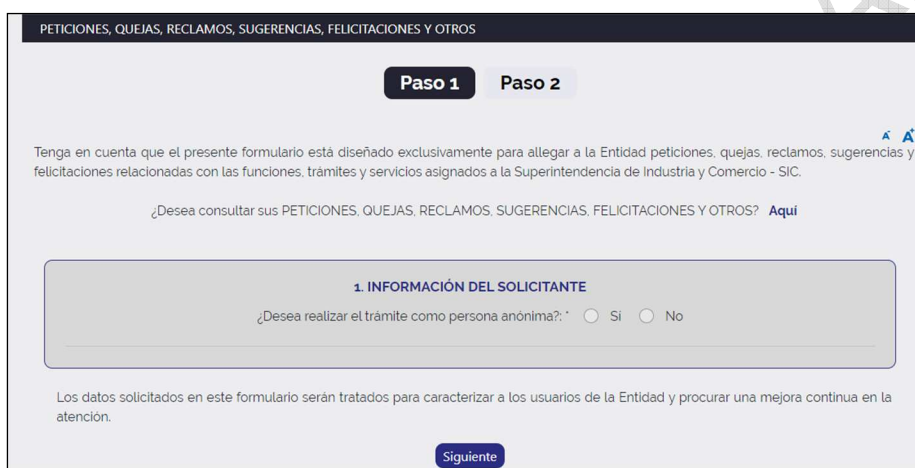 PETICIONES, QUEJAS, RECLAMOS, SUGERENCIAS, FELICITACIONES Y OTROS
Paso 1 Paso 2
A- A+
Tenga en cuenta que el presente formulario está diseñado exclusivamente para allegar a la Entidad peticiones, quejas, reclamos, sugerencias y
felicitaciones relacionadas con las funciones, trámites y servicios asignados a la Superintendencia de Industria y Comercio - SIC.
¿Desea consultar sus PETICIONES, QUEJAS, RECLAMOS, SUGERENCIAS, FELICITACIONES Y OTROS? Aquí
1. INFORMACIÓN DEL SOLICITANTE
¿Desea realizar el trámite como persona anónima?: * Sí No
Los datos solicitados en este formulario serán tratados para caracterizar a los usuarios de la Entidad y procurar una mejora continua en la
atención.
Siguiente